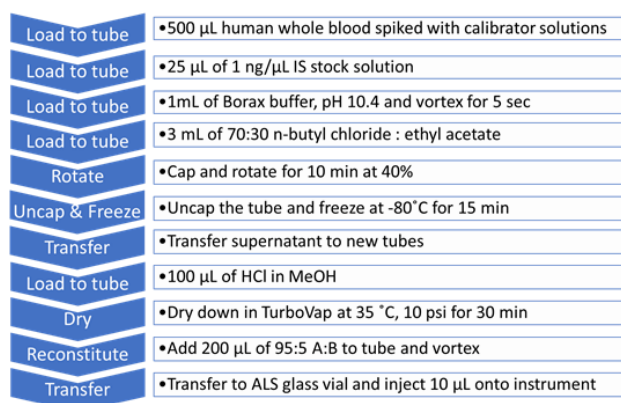 Load to tube
•500 µL human whole blood spiked with calibrator solutions
Load to tube
•25 µL of 1 ng/µL IS stock solution
Load to tube
•1mL of Borax buffer, pH 10.4 and vortex for 5 sec
Load to tube
•3 mL of 70:30 n-butyl chloride : ethyl acetate
Rotate
•Cap and rotate for 10 min at 40%
Uncap & Freeze
•Uncap the tube and freeze at -80˚C for 15 min
Transfer
•Transfer supernatant to new tubes
Load to tube
•100 µL of HCl in MeOH
Dry
•Dry down in TurboVap at 35 ˚C, 10 psi for 30 min
Reconstitute
•Add 200 µL of 95:5 A:B to tube and vortex
Transfer
•Transfer to ALS glass vial and inject 10 µL onto instrument